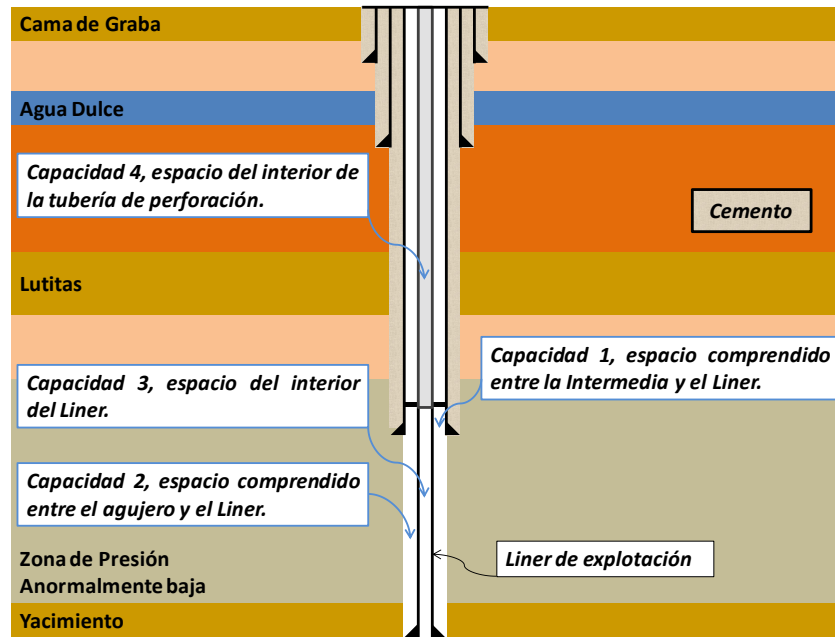 Cama de Graba
Agua Dulce
Capacidad 4, espacio del interior de
la tubería de perforación.
Cemento
Lutitas
Capacidad 1, espacio comprendido
entre la Intermedia y el Liner.
Capacidad 3, espacio del interior
del Liner.
Capacidad 2, espacio comprendido
entre el agujero y el Liner.
Liner de explotación
Zona de Presión
Anormalmente baja
Yacimiento